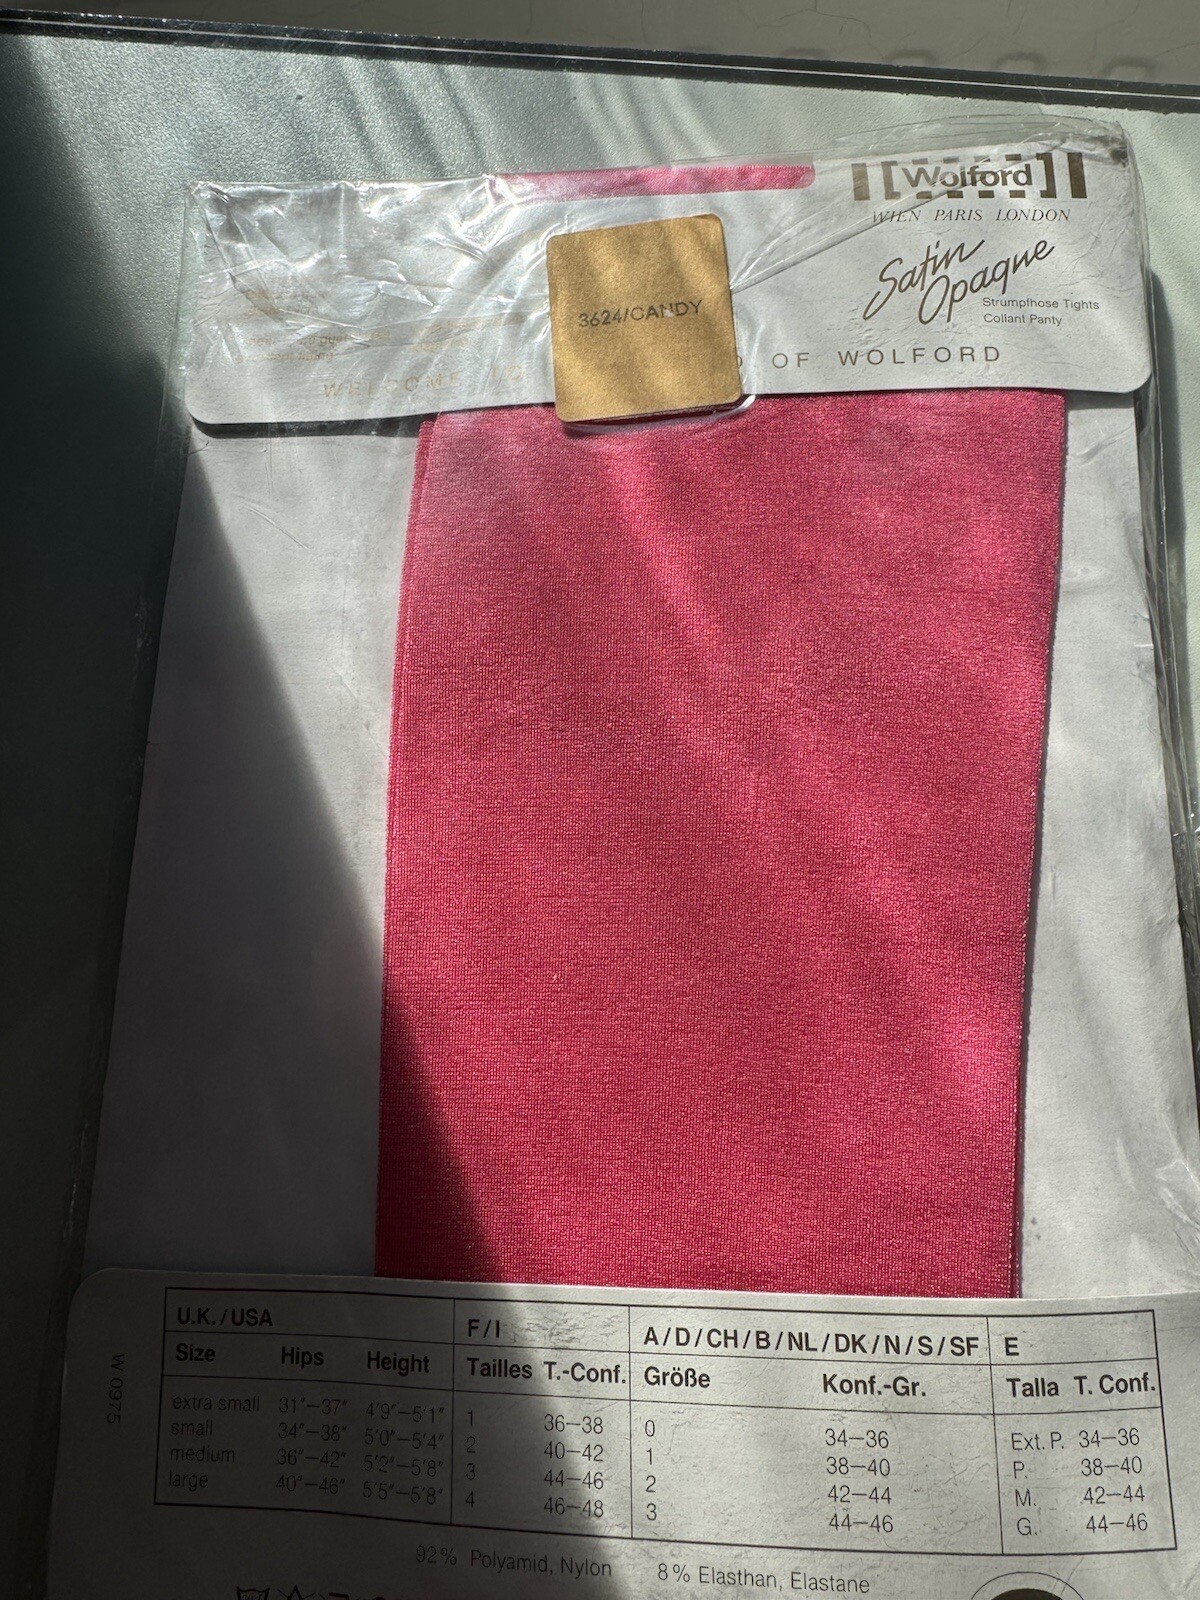 Wolford
WIEN PARIS LONDON
Satin
Opaque
Strumpfhose Tights
Collant Panty
3624/CANDY
WELCOME TO
OF WOLFORD
W 0975
U.K./USA
Size Hips Height
extra small 31"–37" 4'9"–5'1"
small 34"–38" 5'0"–5'4"
medium 36"–42" 5'2"–5'8"
large 40"–46" 5'5"–5'8"
F/I
Tailles T.-Conf.
1 36–38
2 40–42
3 44–46
4 46–48
A/D/CH/B/NL/DK/N/S/SF
Größe Konf.-Gr.
0 34–36
1 38–40
2 42–44
3 44–46
E
Talla T. Conf.
Ext. P. 34–36
P. 38–40
M. 42–44
G. 44–46
92% Polyamid, Nylon 8% Elasthan, Elastane